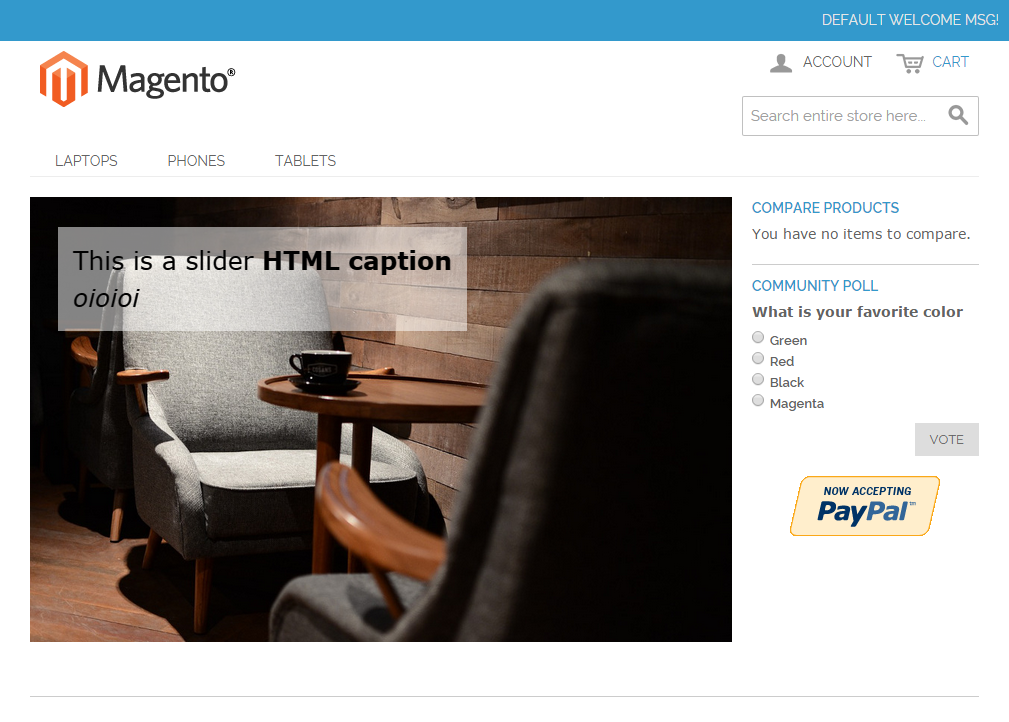 DEFAULT WELCOME MSG!
Magento®
ACCOUNT
CART
Search entire store here...
LAPTOPS
PHONES
TABLETS
This is a slider HTML caption
oioioi
COMPARE PRODUCTS
You have no items to compare.
COMMUNITY POLL
What is your favorite color
Green
Red
Black
Magenta
VOTE
NOW ACCEPTING
PayPal™